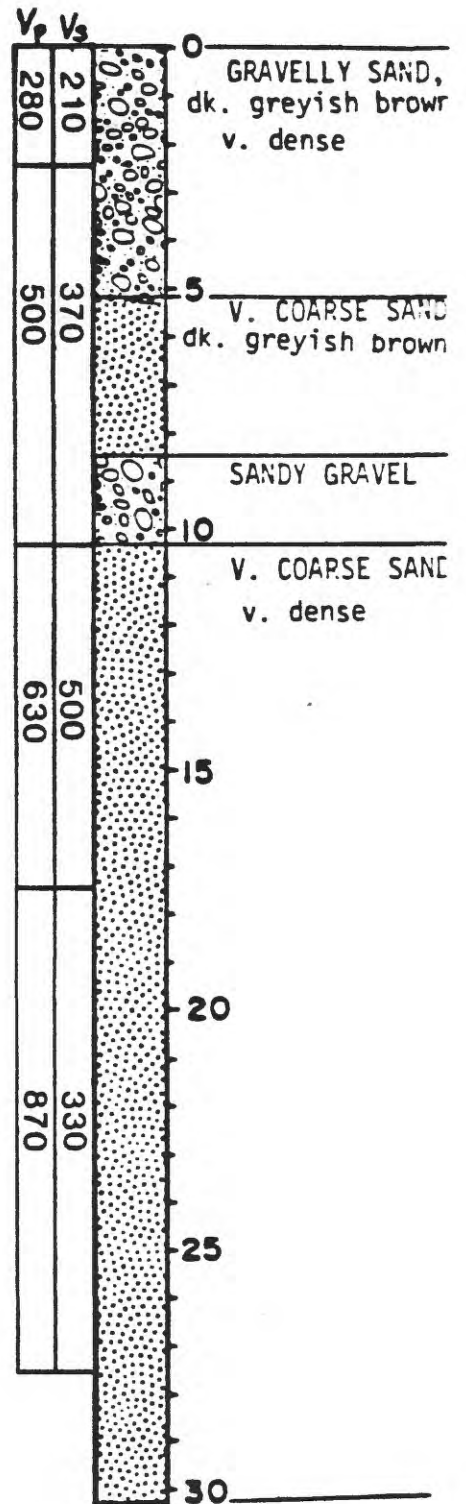 Vp Vs
0
GRAVELLY SAND,
dk. greyish brown
v. dense
280 210
5
V. COARSE SAND
dk. greyish brown
500 370
SANDY GRAVEL
10
V. COARSE SAND
v. dense
630 500
15
20
870 330
25
30